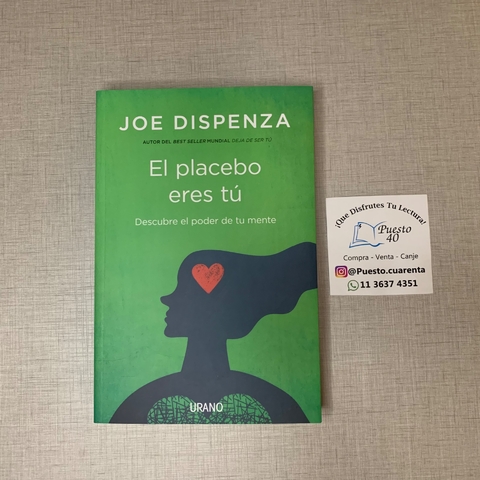 JOE DISPENZA
AUTOR DEL BEST SELLER MUNDIAL DEJA DE SER TÚ
El placebo
eres tú
Descubre el poder de tu mente
URANO
¡Que Disfrutes Tu Lectura!
Puesto
40
Compra - Venta - Canje
@Puesto.cuarenta
11 3637 4351